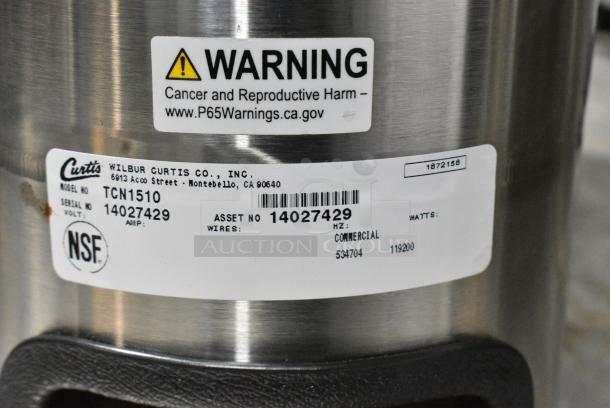 WARNING
Cancer and Reproductive Harm –
www.P65Warnings.ca.gov
Curtis WILBUR CURTIS CO., INC. 1872158
6913 Acco Street - Montebello, CA 90640
MODEL NO TCN1510
SERIAL NO 14027429 ASSET NO 14027429
VOLT: AMP: WIRES: HZ: WATTS:
NSF COMMERCIAL
534704 119200
AUCTION GROUP